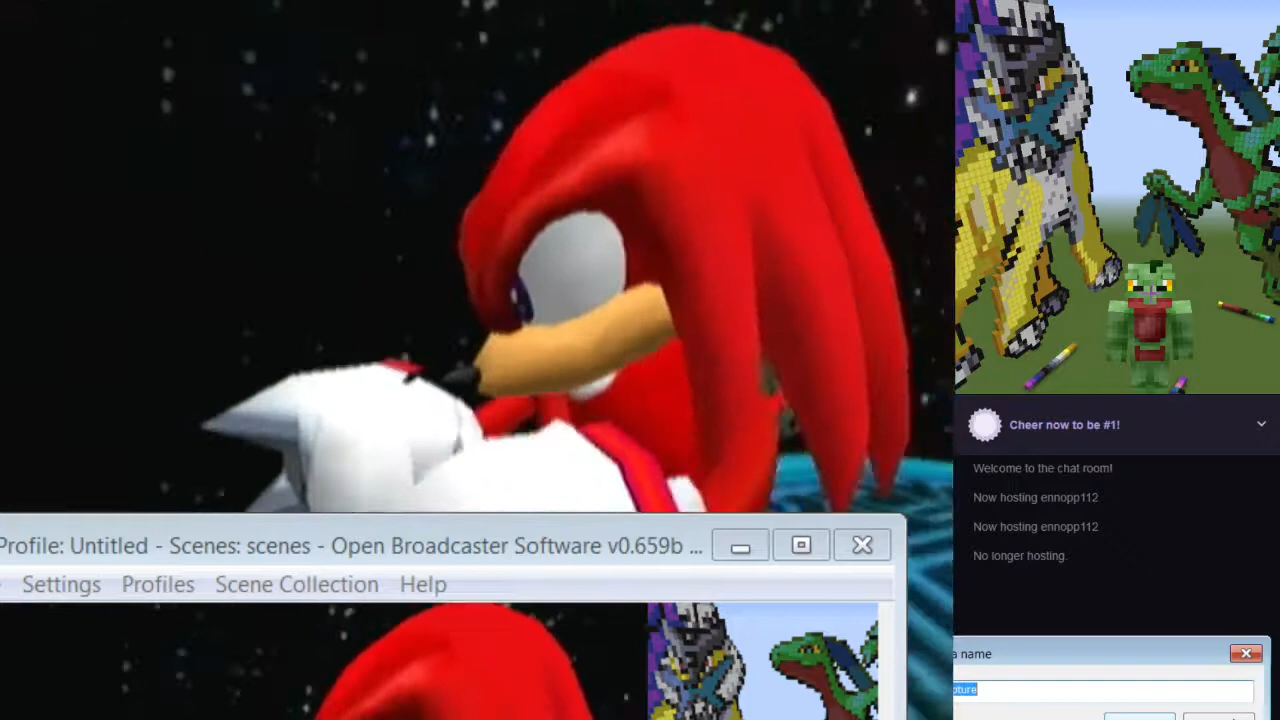 Profile: Untitled - Scenes: scenes - Open Broadcaster Software v0.659b ...
Settings Profiles Scene Collection Help
Cheer now to be #1!
Welcome to the chat room!
Now hosting ennopp112
Now hosting ennopp112
No longer hosting.
a name
pture